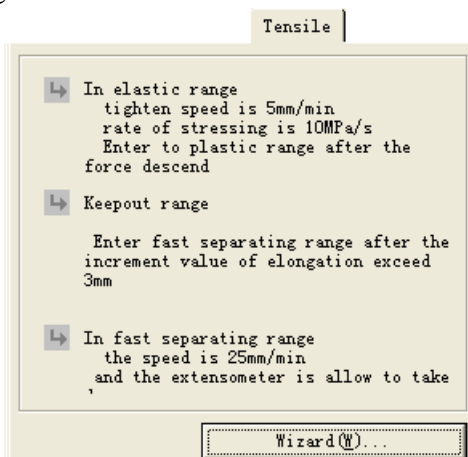 Tensile
In elastic range
tighten speed is 5mm/min
rate of stressing is 10MPa/s
Enter to plastic range after the
force descend
Keepout range
Enter fast separating range after the
increment value of elongation exceed
3mm
In fast separating range
the speed is 25mm/min
and the extensometer is allow to take
Wizard(W)...